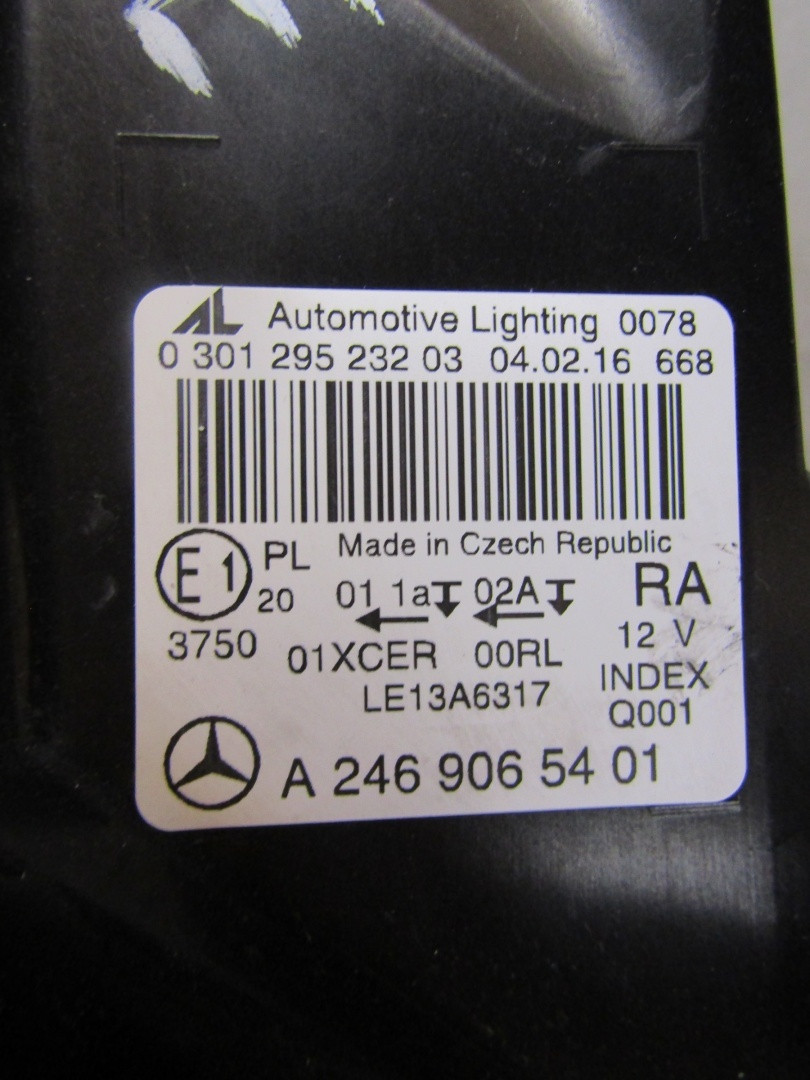 AL Automotive Lighting 0078
0 301 295 232 03 04.02.16 668
Made in Czech Republic
E1 PL 20 01 1a 02A RA
3750 01XCER 00RL 12 V
LE13A6317 INDEX
Q001
A 246 906 54 01